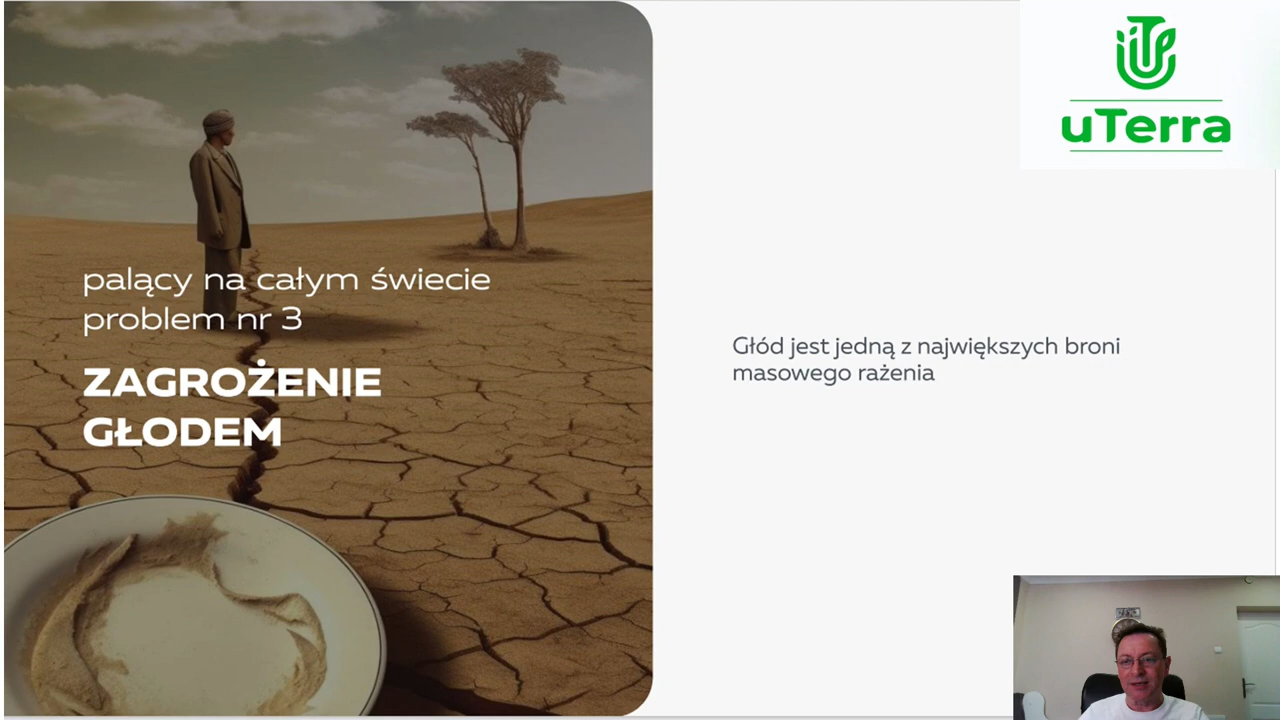 palący na całym świecie
problem nr 3
ZAGROŻENIE
GŁODEM
Głód jest jedną z największych broni
masowego rażenia
uTerra